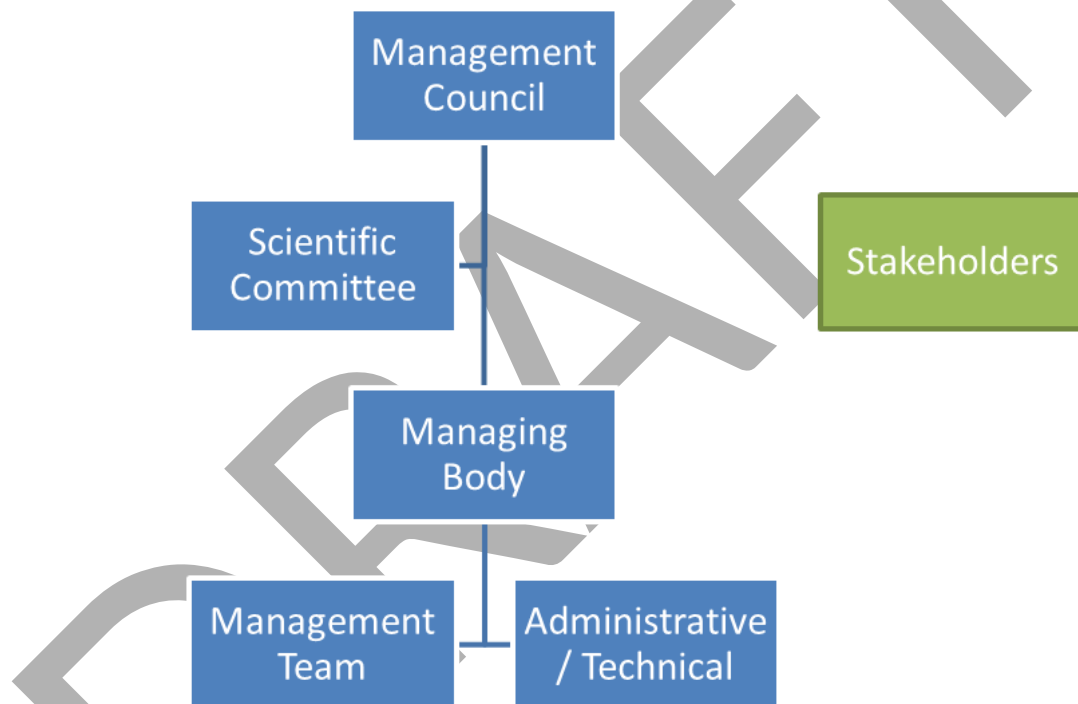 Management
Council
Scientific
Committee
Stakeholders
Managing
Body
Management
Team
Administrative
/ Technical
DRAFT